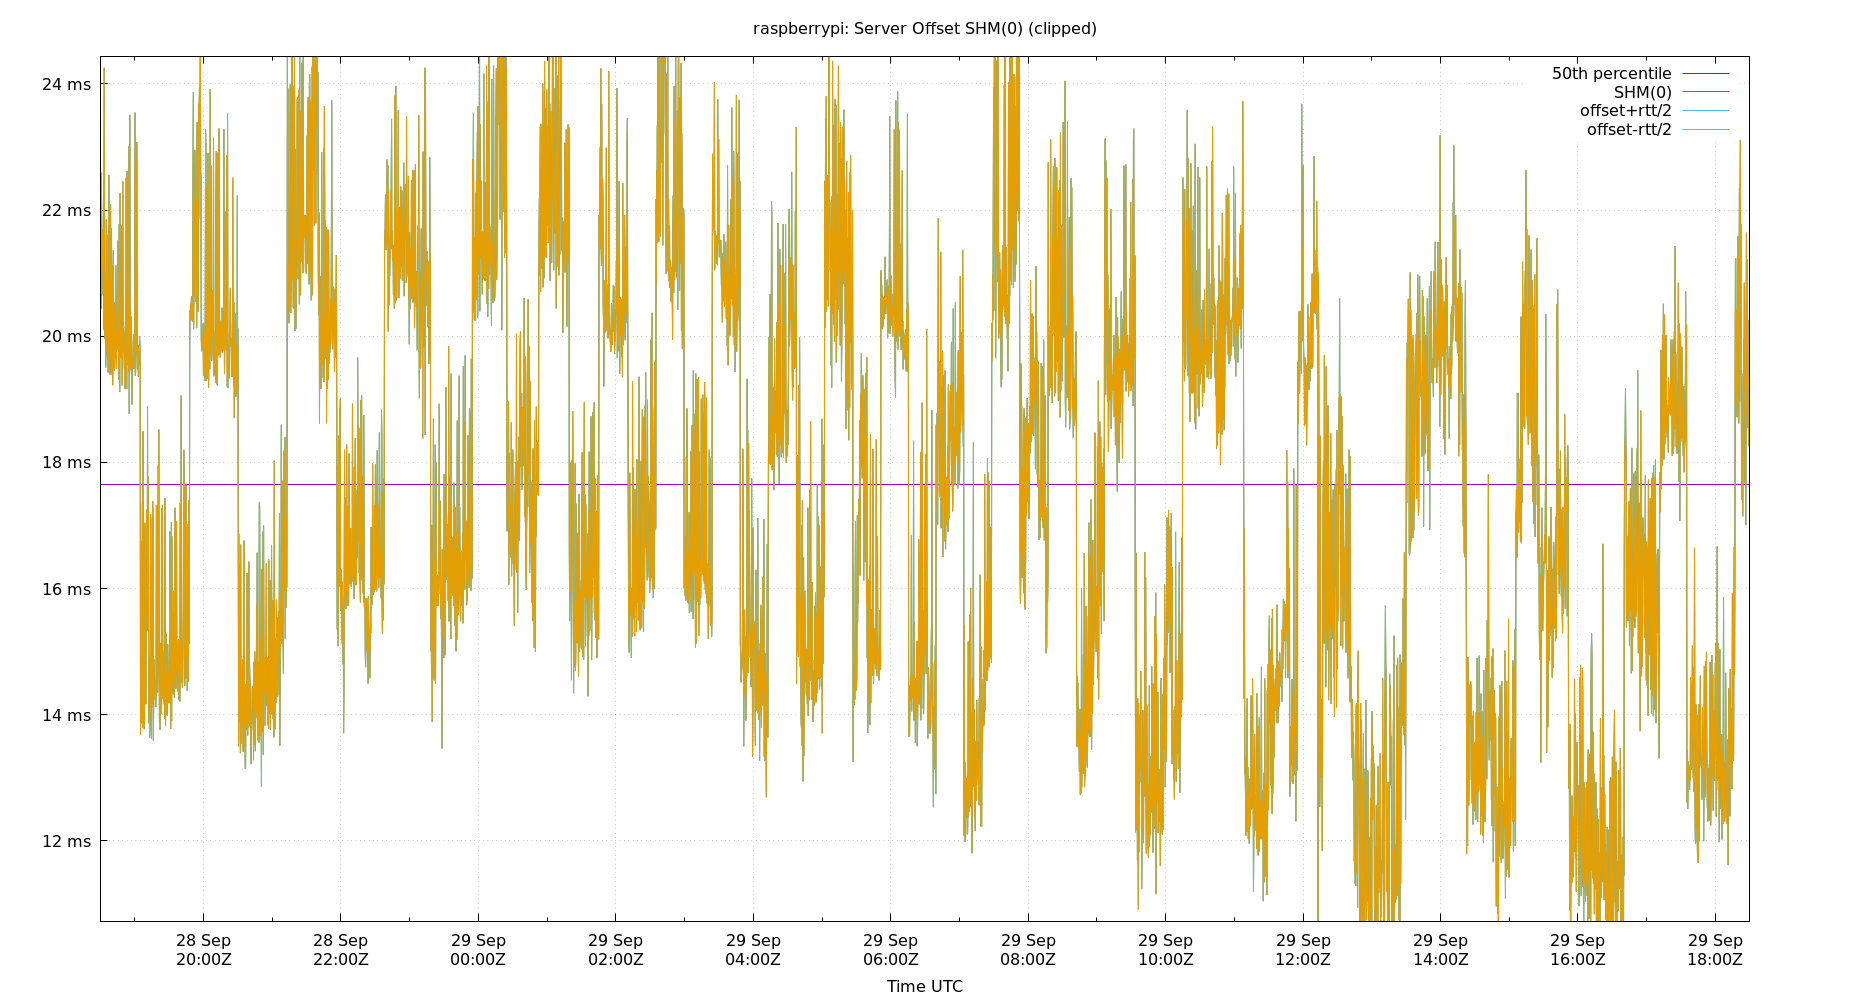 raspberrypi: Server Offset SHM(0) (clipped)
24 ms
22 ms
20 ms
18 ms
16 ms
14 ms
12 ms
50th percentile
SHM(0)
offset+rtt/2
offset-rtt/2
28 Sep 28 Sep 29 Sep 29 Sep 29 Sep 29 Sep 29 Sep 29 Sep 29 Sep 29 Sep 29 Sep 29 Sep
20:00Z 22:00Z 00:00Z 02:00Z 04:00Z 06:00Z 08:00Z 10:00Z 12:00Z 14:00Z 16:00Z 18:00Z
Time UTC